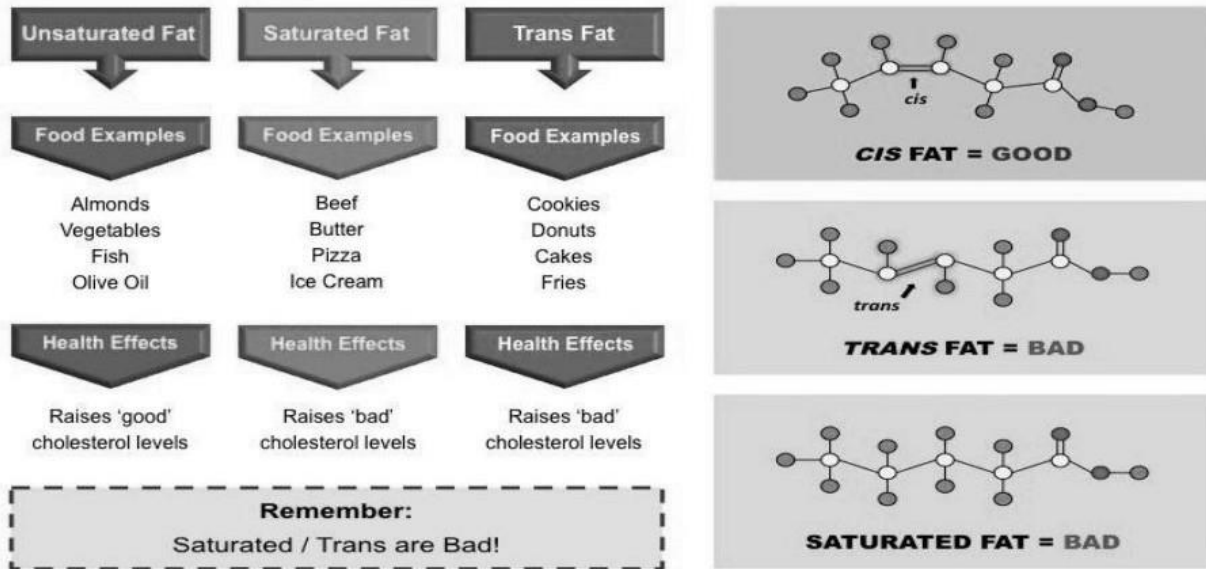 Unsaturated Fat
Food Examples
Almonds
Vegetables
Fish
Olive Oil
Health Effects
Raises ‘good’
cholesterol levels
Saturated Fat
Food Examples
Beef
Butter
Pizza
Ice Cream
Health Effects
Raises ‘bad’
cholesterol levels
Trans Fat
Food Examples
Cookies
Donuts
Cakes
Fries
Health Effects
Raises ‘bad’
cholesterol levels
Remember:
Saturated / Trans are Bad!
cis
CIS FAT = GOOD
trans
TRANS FAT = BAD
SATURATED FAT = BAD